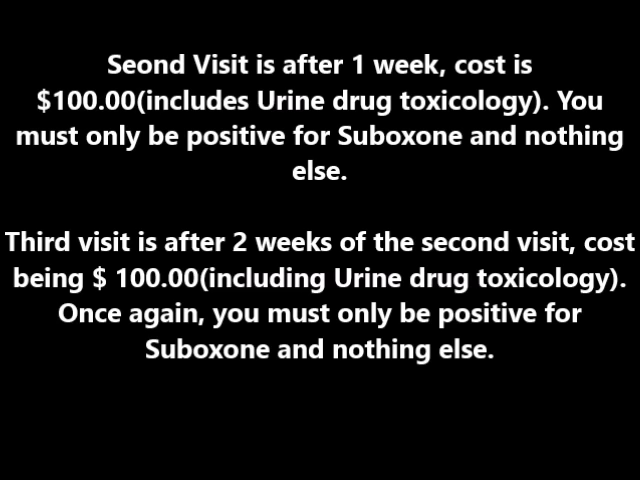 Seond Visit is after 1 week, cost is
$100.00(includes Urine drug toxicology). You
must only be positive for Suboxone and nothing
else.
Third visit is after 2 weeks of the second visit, cost
being $ 100.00(including Urine drug toxicology).
Once again, you must only be positive for
Suboxone and nothing else.